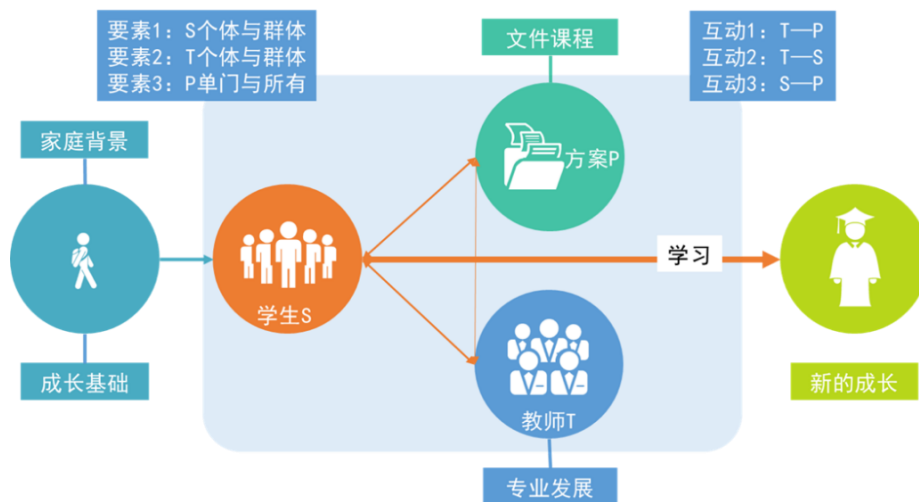 要素1：S个体与群体
要素2：T个体与群体
要素3：P单门与所有
文件课程
互动1：T—P
互动2：T—S
互动3：S—P
家庭背景
方案P
学习
学生S
成长基础
新的成长
教师T
专业发展